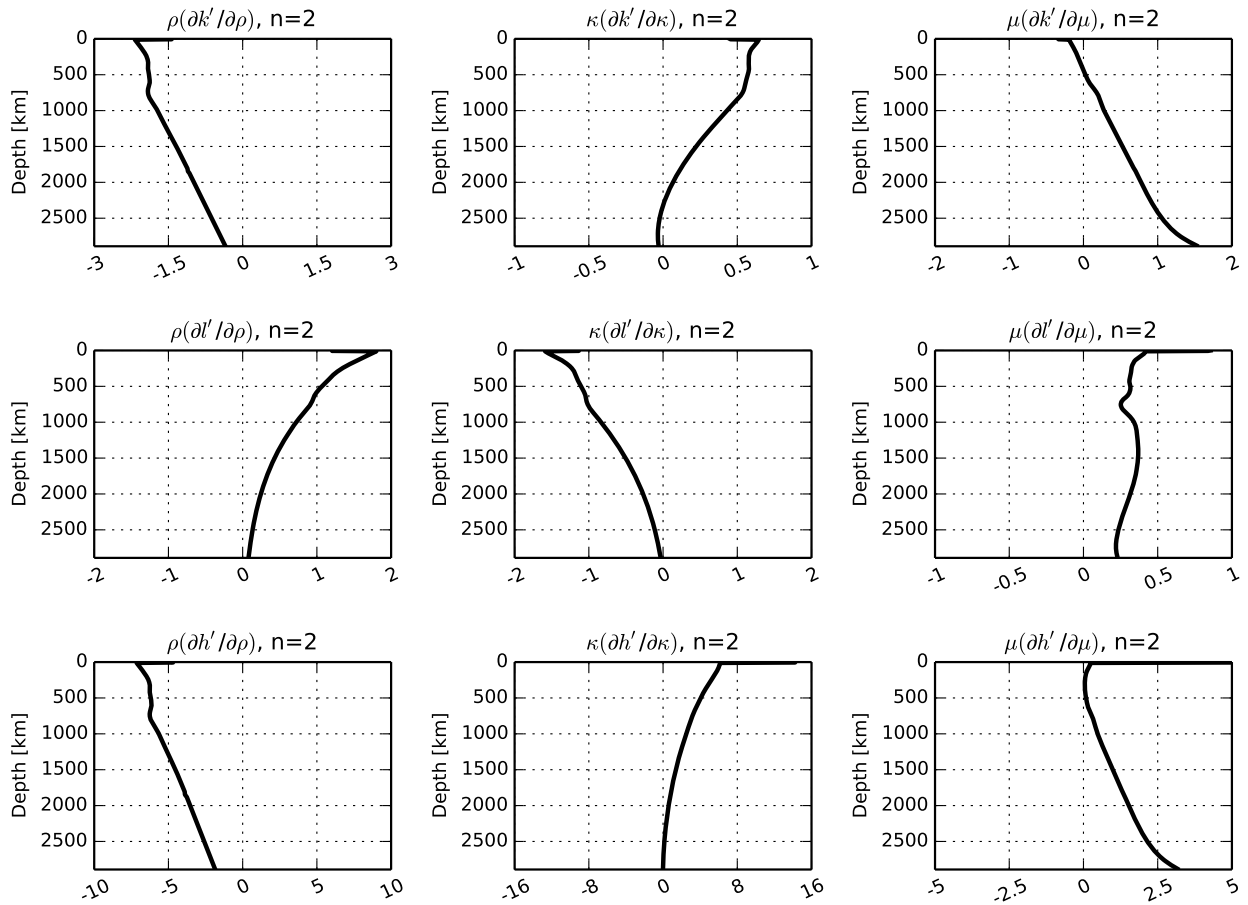 ρ(∂k′/∂ρ), n=2 κ(∂k′/∂κ), n=2 μ(∂k′/∂μ), n=2
0 0 0
500 500 500
1000 1000 1000
1500 1500 1500
2000 2000 2000
2500 2500 2500
Depth [km] Depth [km] Depth [km]
-3 -1.5 0 1.5 3 -1 -0.5 0 0.5 1 -2 -1 0 1 2
ρ(∂l′/∂ρ), n=2 κ(∂l′/∂κ), n=2 μ(∂l′/∂μ), n=2
0 0 0
500 500 500
1000 1000 1000
1500 1500 1500
2000 2000 2000
2500 2500 2500
Depth [km] Depth [km] Depth [km]
-2 -1 0 1 2 -2 -1 0 1 2 -1 -0.5 0 0.5 1
ρ(∂h′/∂ρ), n=2 κ(∂h′/∂κ), n=2 μ(∂h′/∂μ), n=2
0 0 0
500 500 500
1000 1000 1000
1500 1500 1500
2000 2000 2000
2500 2500 2500
Depth [km] Depth [km] Depth [km]
-10 -5 0 5 10 -16 -8 0 8 16 -5 -2.5 0 2.5 5